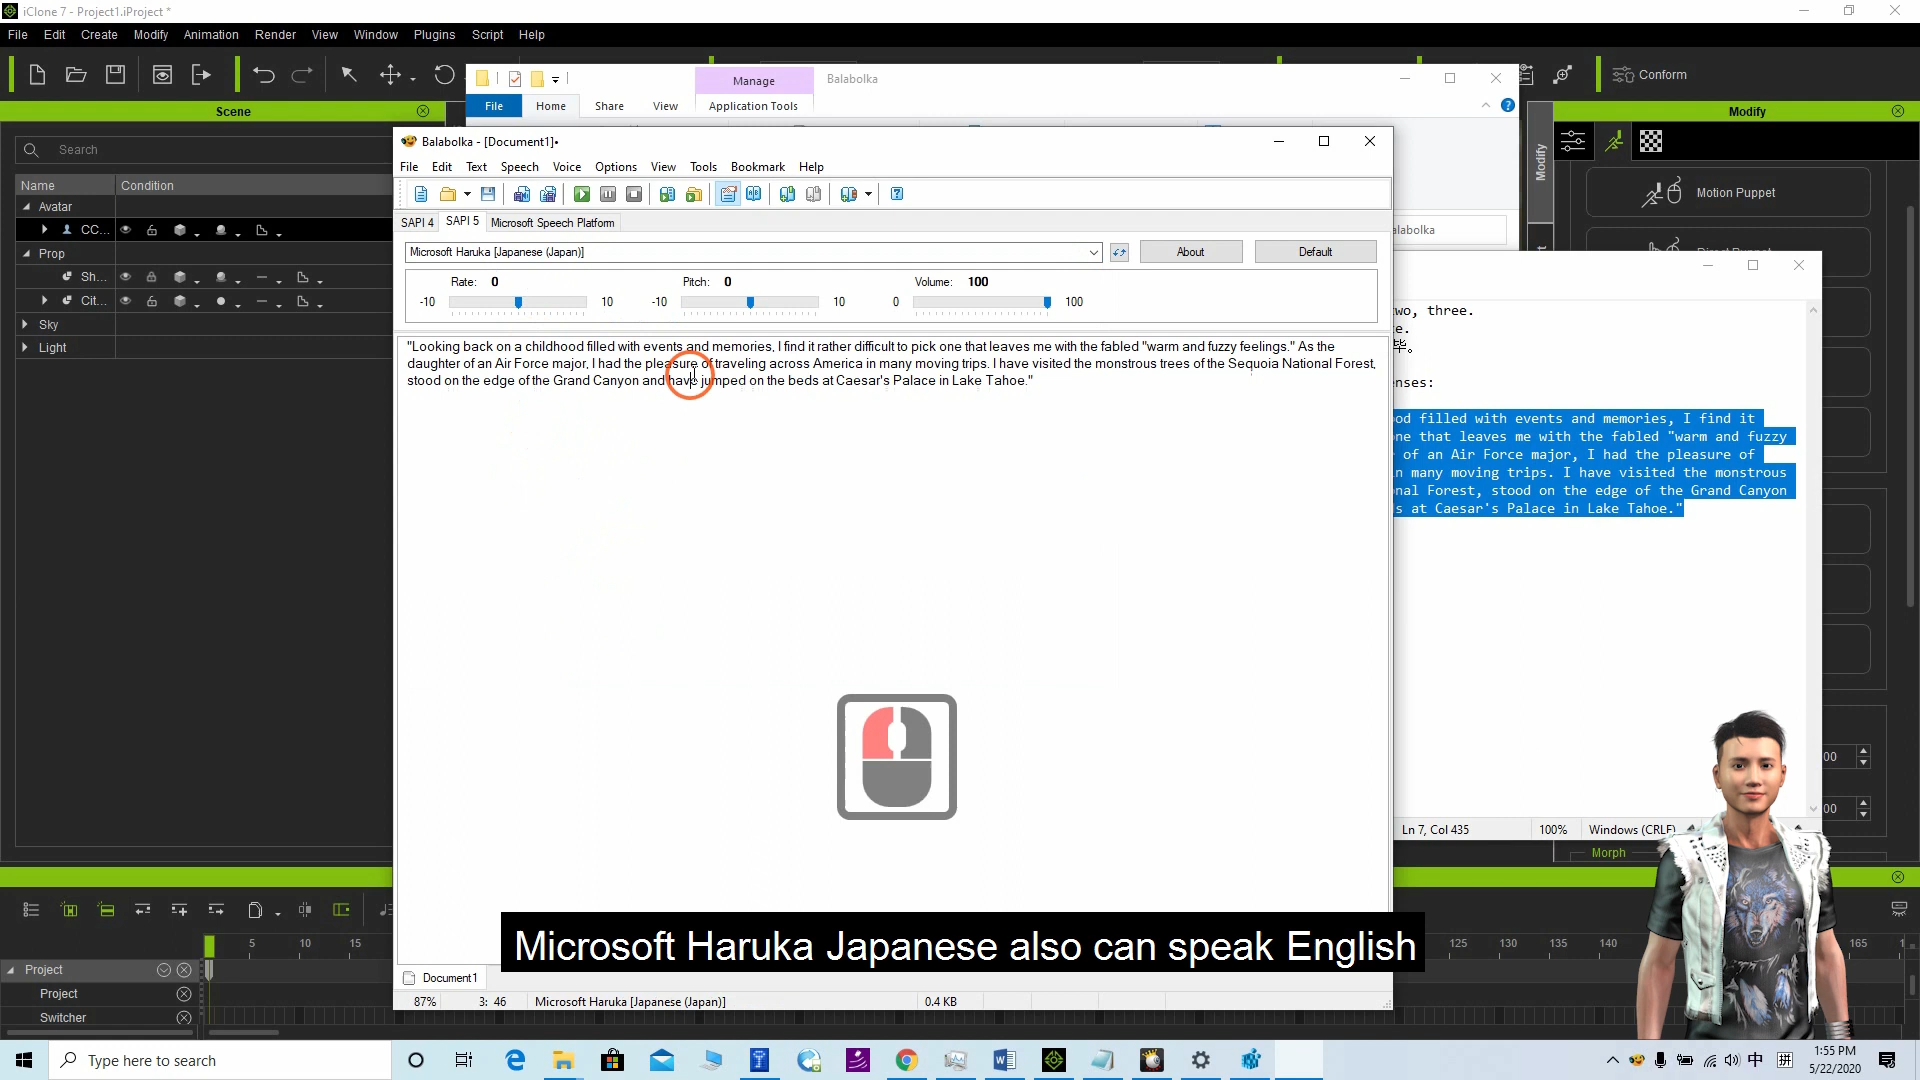 iClone 7 - Project1.iProject *
File Edit Create Modify Animation Render View Window Plugins Script Help
Conform
Manage
Balabolka
File Home Share View Application Tools
Scene
Search
Name Condition
Avatar
CC...
Prop
Sh...
Cit...
Sky
Light
Balabolka - [Document1]•
File Edit Text Speech Voice Options View Tools Bookmark Help
SAPI 4 SAPI 5 Microsoft Speech Platform
Microsoft Haruka [Japanese (Japan)]
About
Default
Rate: 0
Pitch: 0
Volume: 100
-10 10 -10 10 0 100
"Looking back on a childhood filled with events and memories, I find it rather difficult to pick one that leaves me with the fabled "warm and fuzzy feelings." As the
daughter of an Air Force major, I had the pleasure of traveling across America in many moving trips. I have visited the monstrous trees of the Sequoia National Forest,
stood on the edge of the Grand Canyon and have jumped on the beds at Caesar's Palace in Lake Tahoe."
Modify
Modify
Motion Puppet
alabolka
wo, three.
e.
毕。
enses:
od filled with events and memories, I find it
one that leaves me with the fabled "warm and fuzzy
of an Air Force major, I had the pleasure of
n many moving trips. I have visited the monstrous
nal Forest, stood on the edge of the Grand Canyon
s at Caesar's Palace in Lake Tahoe."
00
00
Ln 7, Col 435 100% Windows (CRLF)
Morph
5 10 15
125 130 135 140 165
Project
Project
Switcher
Microsoft Haruka Japanese also can speak English
Document1
87% 3: 46 Microsoft Haruka [Japanese (Japan)] 0.4 KB
Type here to search
中 拼
1:55 PM
5/22/2020